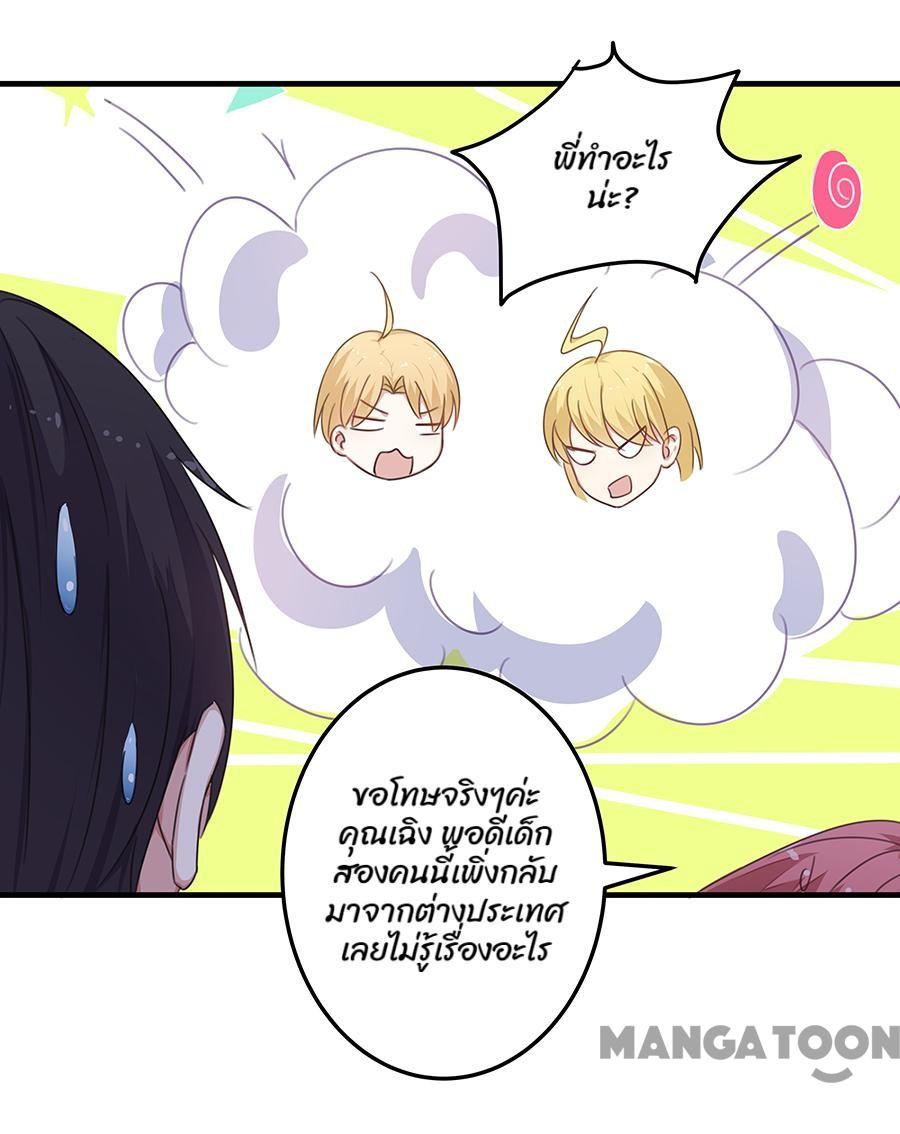 พี่ทำอะไร
น่ะ?
ขอโทษจริงๆค่ะ
คุณเฉิง พอดีเด็ก
สองคนนี้เพิ่งกลับ
มาจากต่างประเทศ
เลยไม่รู้เรื่องอะไร
MANGATOON